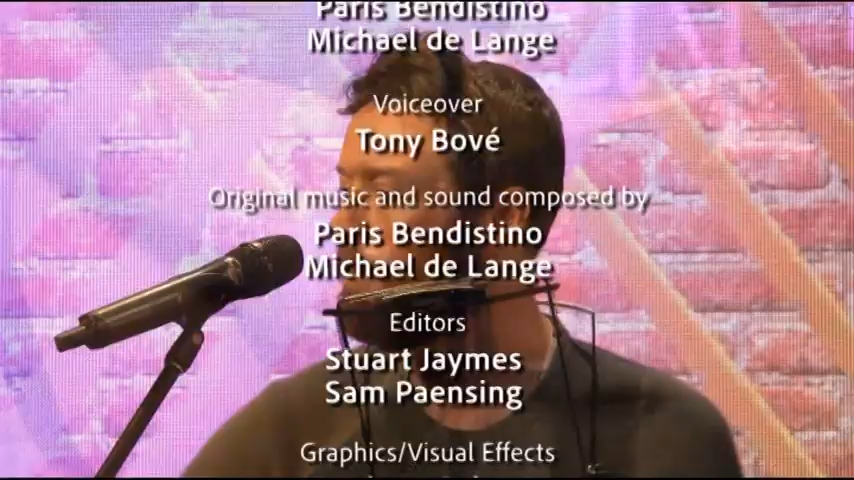 Paris Bendistino
Michael de Lange
Voiceover
Tony Bové
Original music and sound composed by
Paris Bendistino
Michael de Lange
Editors
Stuart Jaymes
Sam Paensing
Graphics/Visual Effects